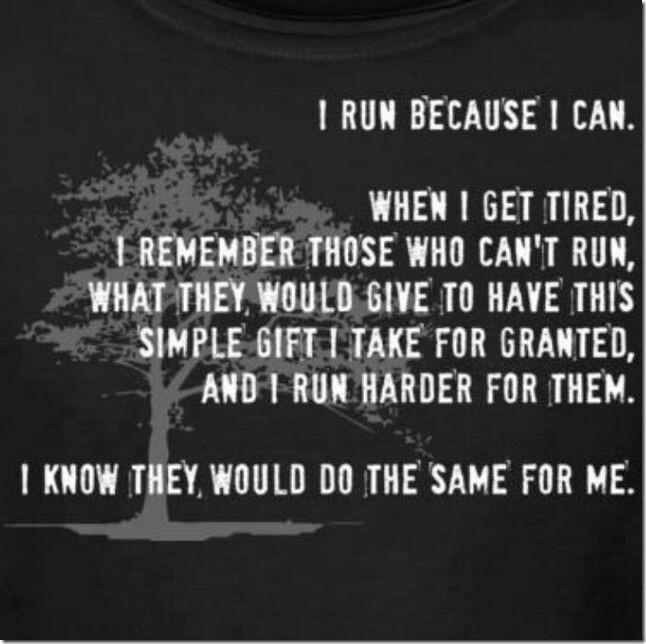 I RUN BECAUSE I CAN.
WHEN I GET TIRED,
I REMEMBER THOSE WHO CAN'T RUN,
WHAT THEY WOULD GIVE TO HAVE THIS
SIMPLE GIFT I TAKE FOR GRANTED,
AND I RUN HARDER FOR THEM.
I KNOW THEY WOULD DO THE SAME FOR ME.